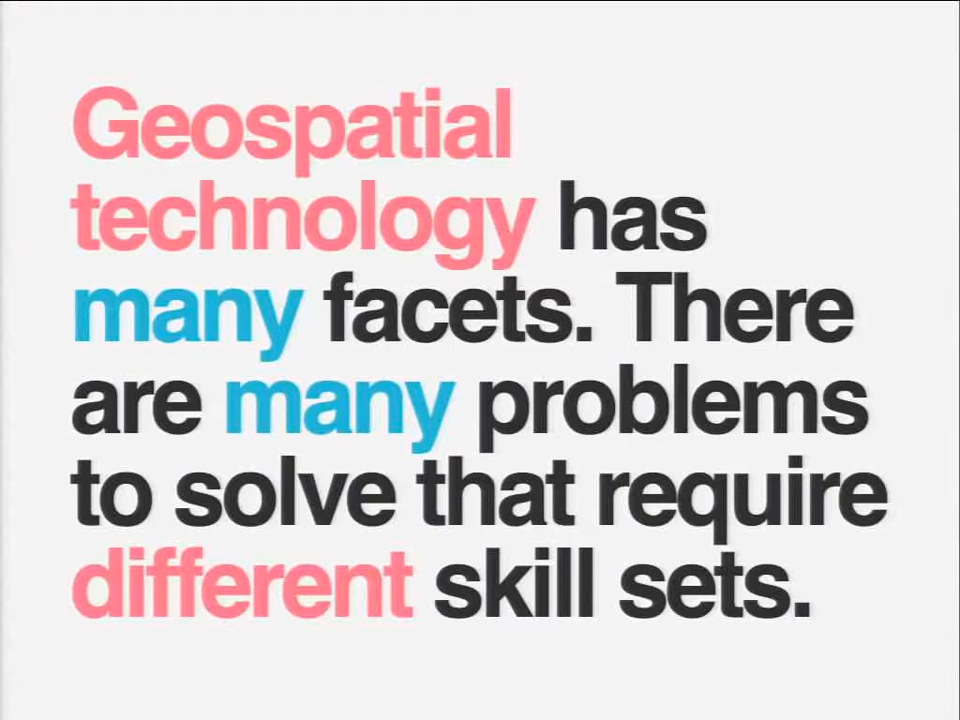 Geospatial
technology has
many facets. There
are many problems
to solve that require
different skill sets.